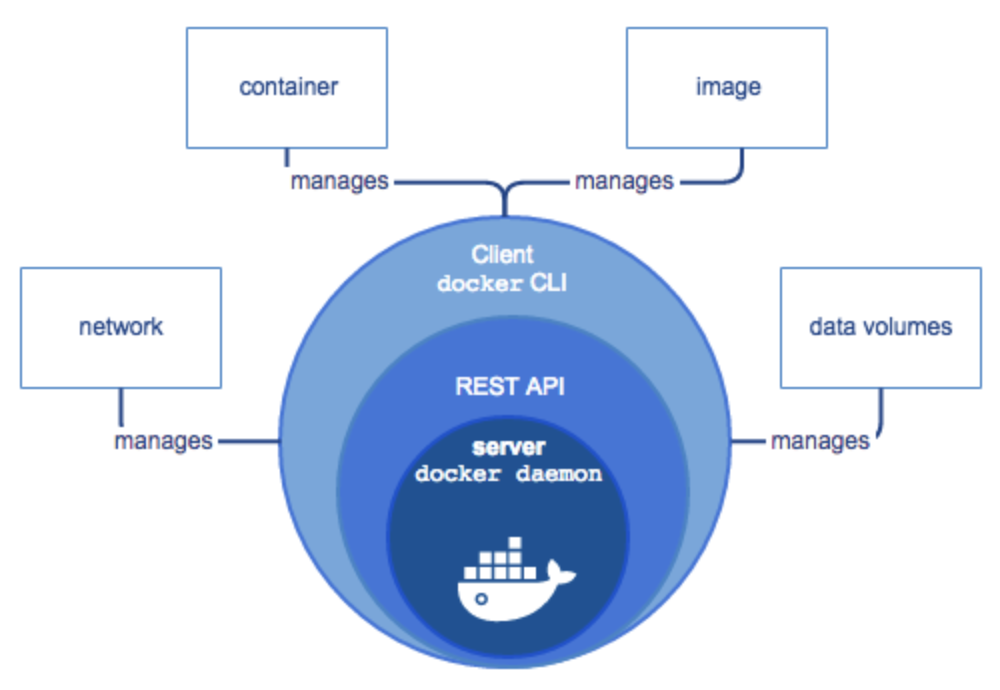 container
image
manages
manages
Client
docker CLI
network
data volumes
REST API
manages
manages
server
docker daemon